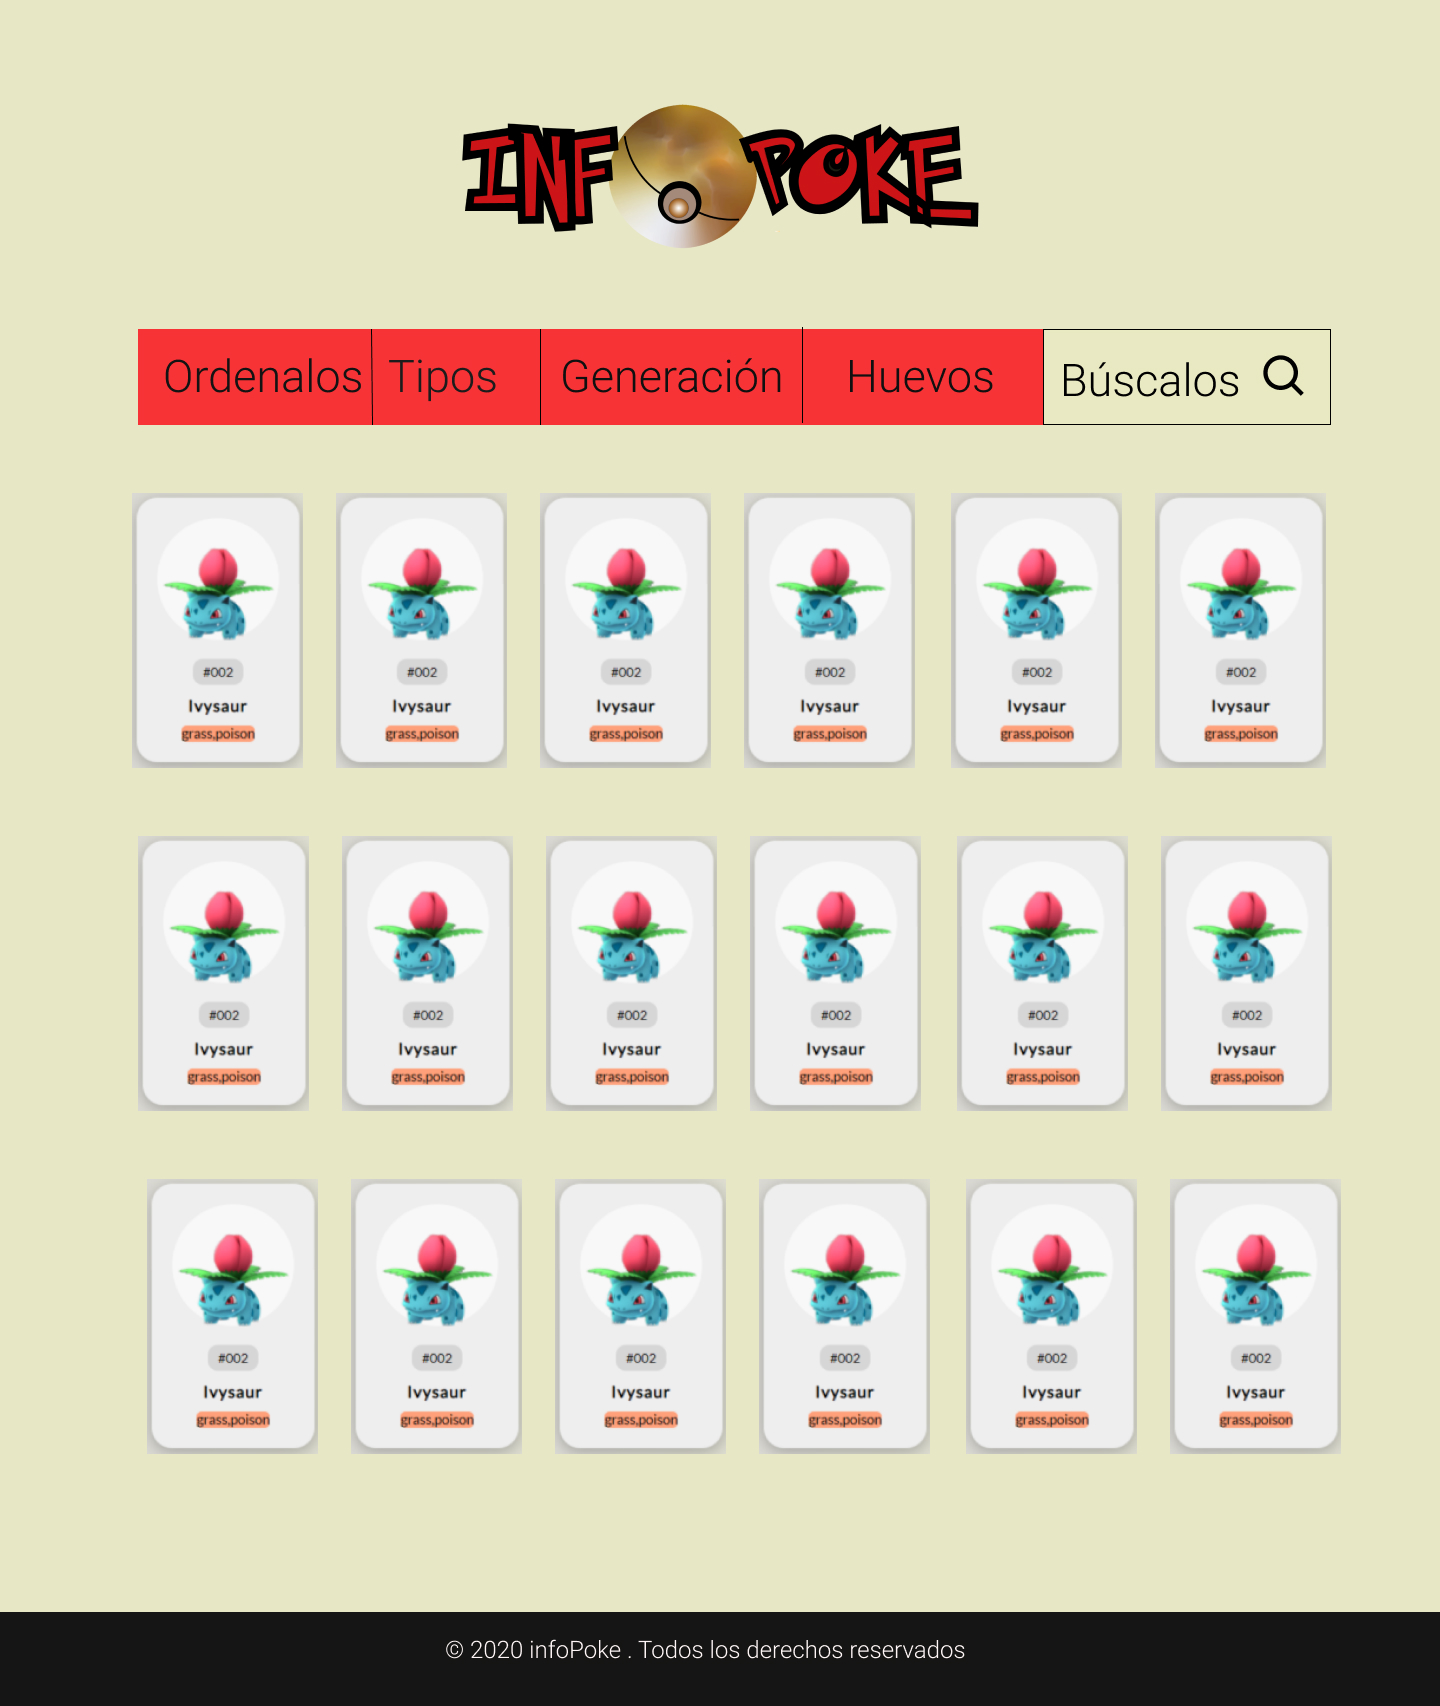 INFOPOKE
Ordenalos Tipos Generación Huevos Búscalos
#002 #002 #002 #002 #002 #002
Ivysaur Ivysaur Ivysaur Ivysaur Ivysaur Ivysaur
grass,poison grass,poison grass,poison grass,poison grass,poison grass,poison
#002 #002 #002 #002 #002 #002
Ivysaur Ivysaur Ivysaur Ivysaur Ivysaur Ivysaur
grass,poison grass,poison grass,poison grass,poison grass,poison grass,poison
#002 #002 #002 #002 #002 #002
Ivysaur Ivysaur Ivysaur Ivysaur Ivysaur Ivysaur
grass,poison grass,poison grass,poison grass,poison grass,poison grass,poison
© 2020 infoPoke . Todos los derechos reservados